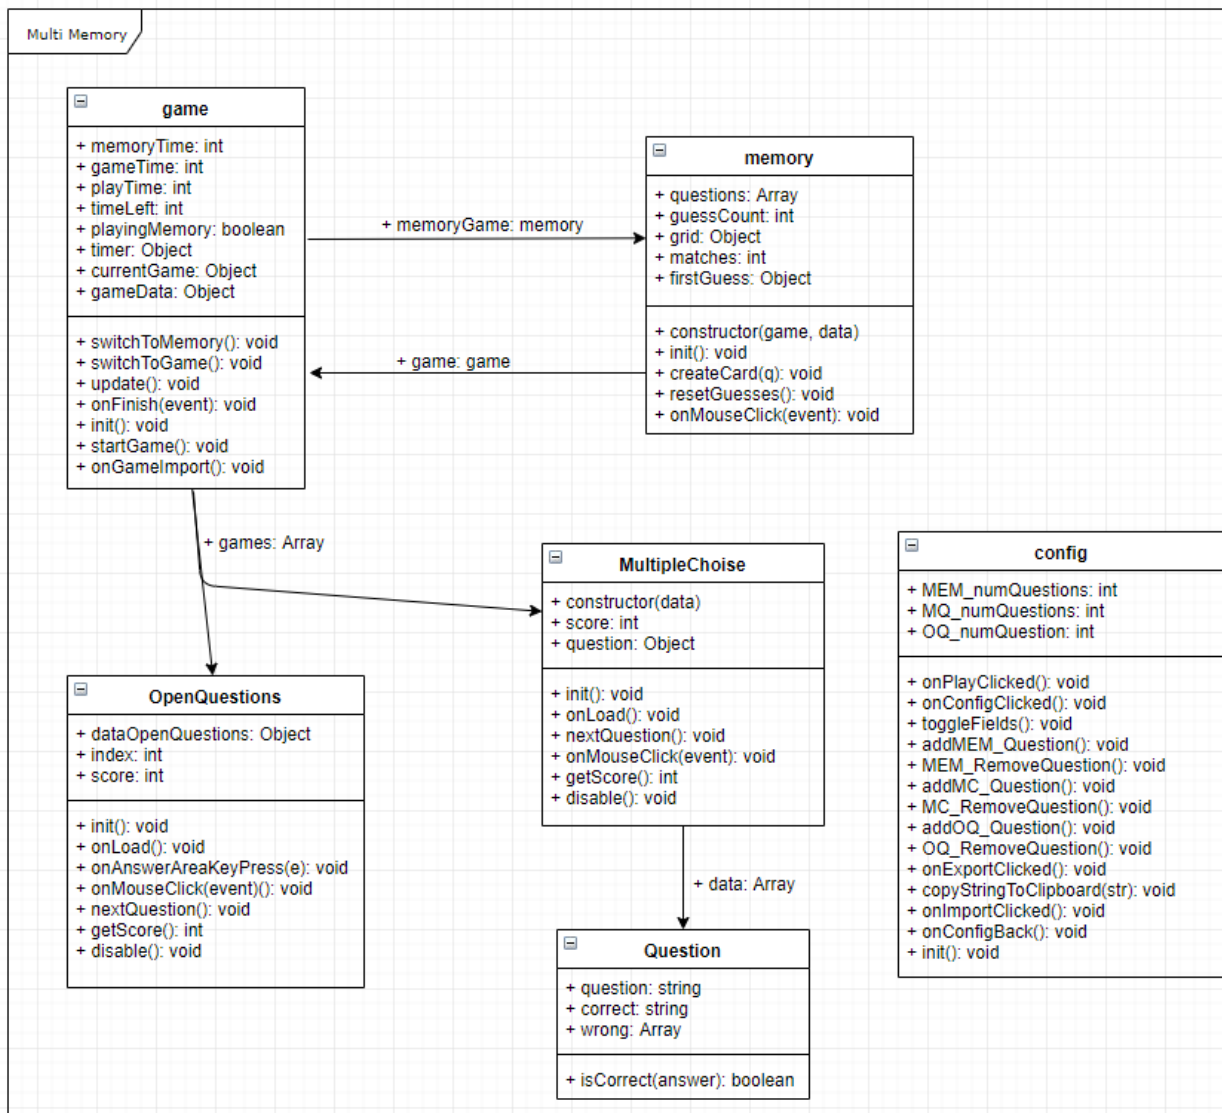 Multi Memory
game
+ memoryTime: int
+ gameTime: int
+ playTime: int
+ timeLeft: int
+ playingMemory: boolean
+ timer: Object
+ currentGame: Object
+ gameData: Object
+ switchToMemory(): void
+ switchToGame(): void
+ update(): void
+ onFinish(event): void
+ init(): void
+ startGame(): void
+ onGameImport(): void
+ memoryGame: memory
+ game: game
memory
+ questions: Array
+ guessCount: int
+ grid: Object
+ matches: int
+ firstGuess: Object
+ constructor(game, data)
+ init(): void
+ createCard(q): void
+ resetGuesses(): void
+ onMouseClick(event): void
+ games: Array
OpenQuestions
+ dataOpenQuestions: Object
+ index: int
+ score: int
+ init(): void
+ onLoad(): void
+ onAnswerAreaKeyPress(e): void
+ onMouseClick(event)(): void
+ nextQuestion(): void
+ getScore(): int
+ disable(): void
MultipleChoise
+ constructor(data)
+ score: int
+ question: Object
+ init(): void
+ onLoad(): void
+ nextQuestion(): void
+ onMouseClick(event): void
+ getScore(): int
+ disable(): void
+ data: Array
Question
+ question: string
+ correct: string
+ wrong: Array
+ isCorrect(answer): boolean
config
+ MEM_numQuestions: int
+ MQ_numQuestions: int
+ OQ_numQuestion: int
+ onPlayClicked(): void
+ onConfigClicked(): void
+ toggleFields(): void
+ addMEM_Question(): void
+ MEM_RemoveQuestion(): void
+ addMC_Question(): void
+ MC_RemoveQuestion(): void
+ addOQ_Question(): void
+ OQ_RemoveQuestion(): void
+ onExportClicked(): void
+ copyStringToClipboard(str): void
+ onImportClicked(): void
+ onConfigBack(): void
+ init(): void